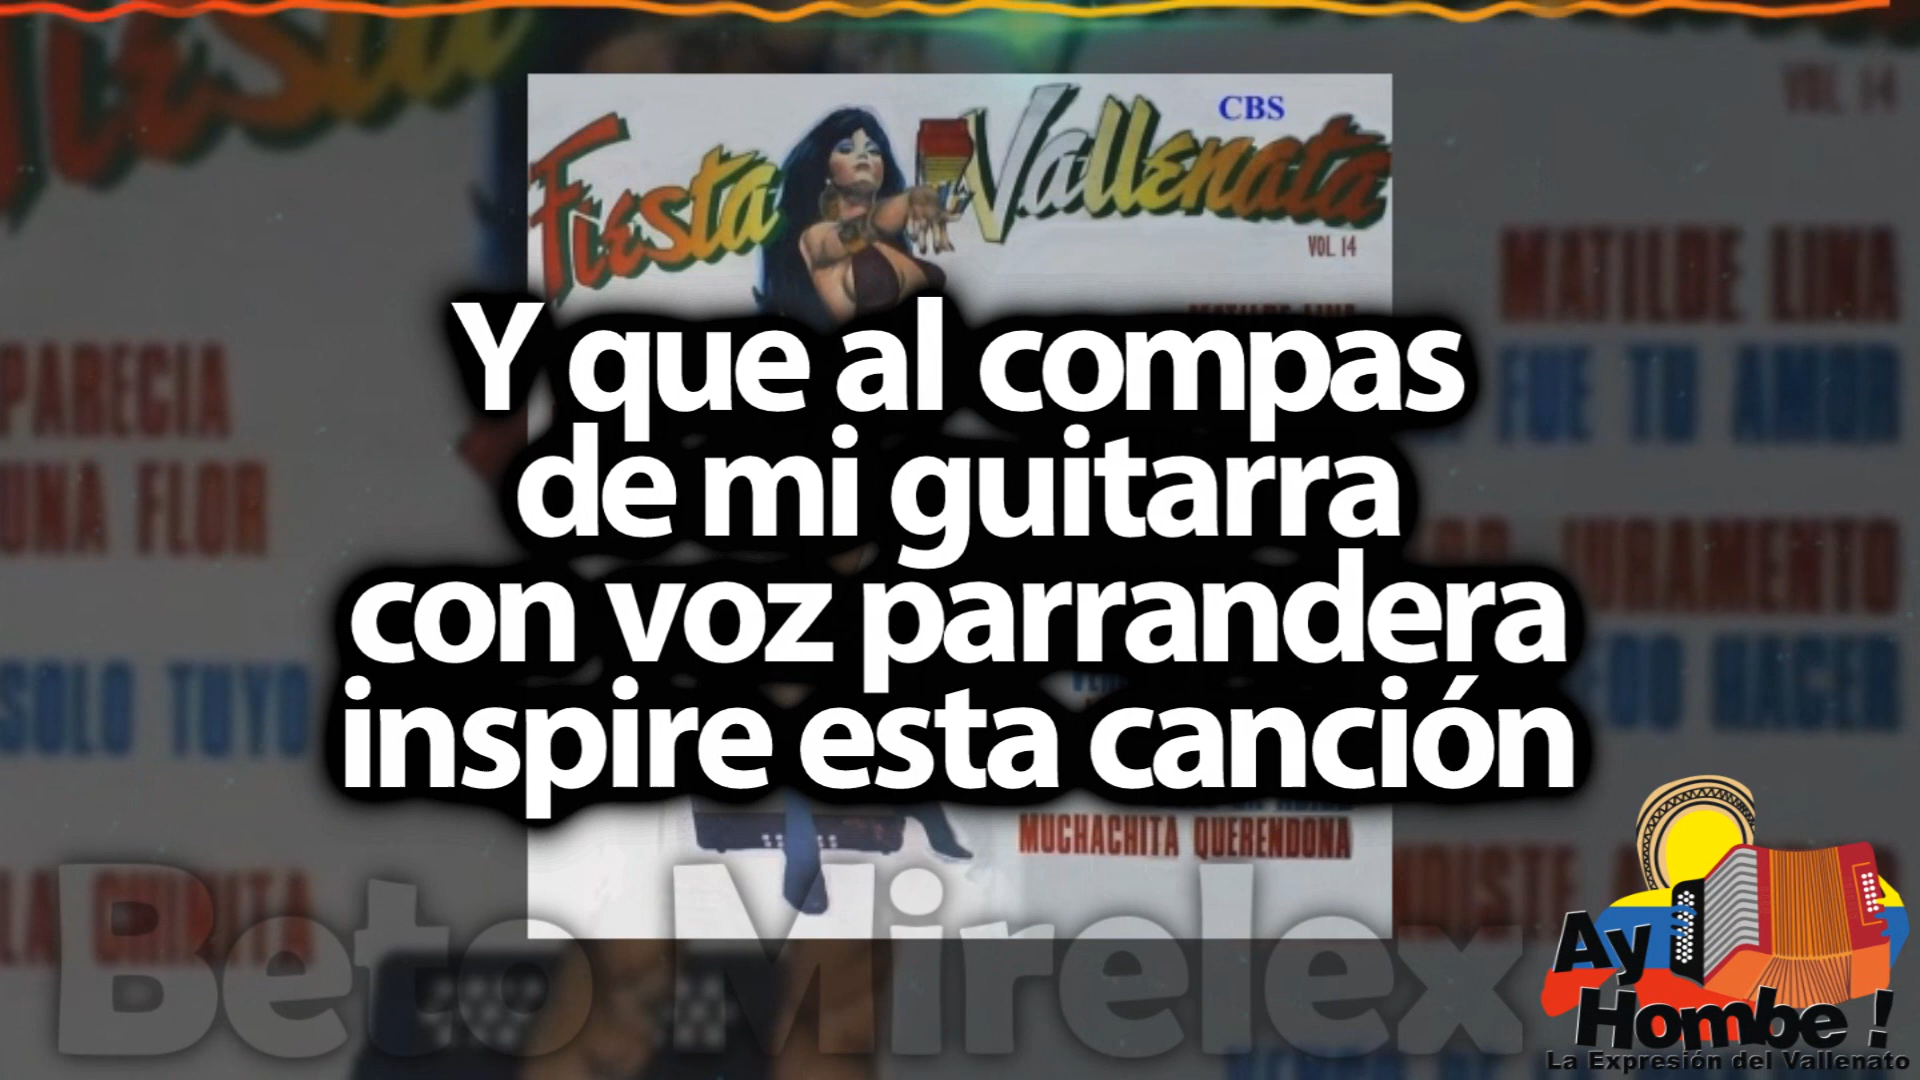 Fiesta Vallenata
CBS
VOL. 14
VOL. 14
MATILDE LINA
FUE TU AMOR
PARECIA
UNA FLOR
JURAMENTO
HACER
SOLO TUYO
Y que al compas
de mi guitarra
con voz parrandera
inspire esta canción
MUCHACHITA QUERENDONA
LA
Beto Mirelex
Ay
Hombe !
La Expresión del Vallenato